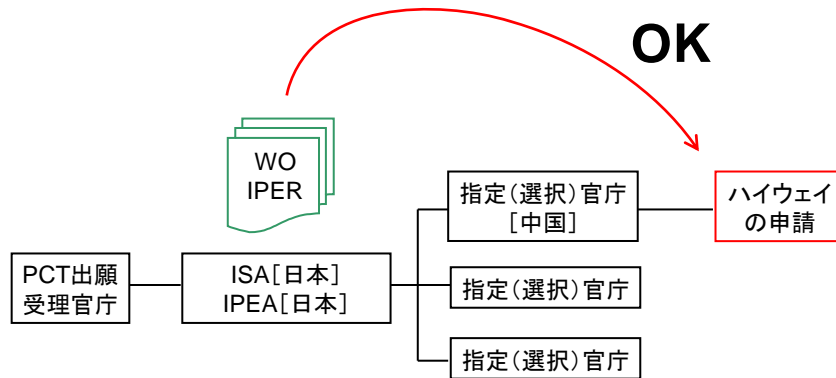 OK
WO
IPER
指定(選択)官庁
[中国]
ハイウェイ
の申請
PCT出願
受理官庁
ISA[日本]
IPEA[日本]
指定(選択)官庁
指定(選択)官庁